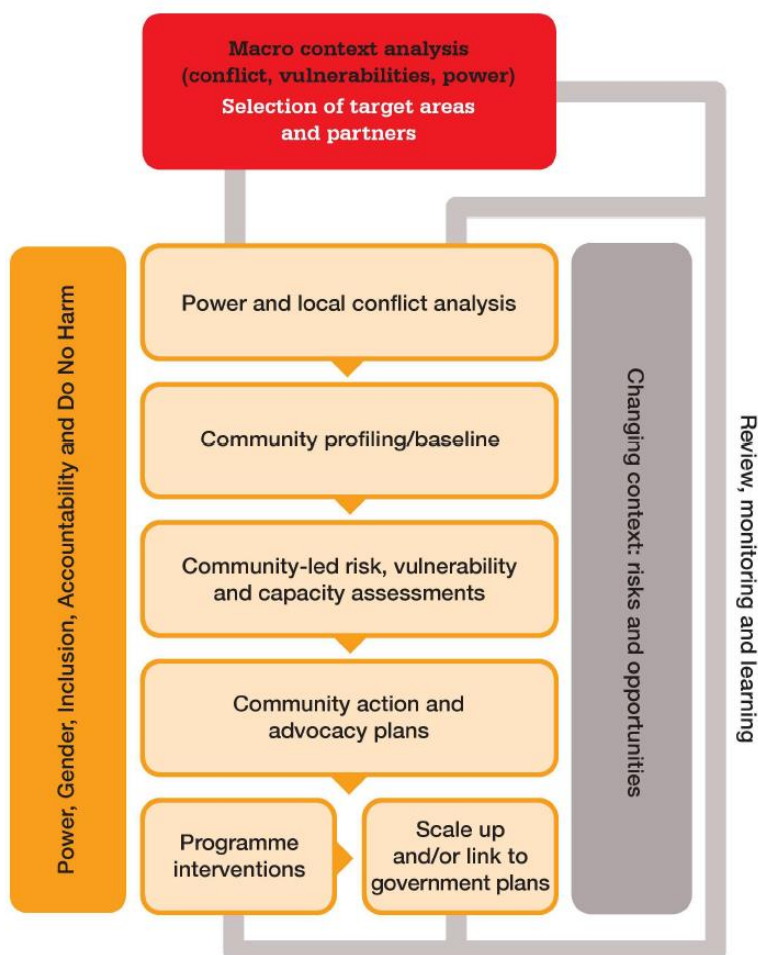 Macro context analysis
(conflict, vulnerabilities, power)
Selection of target areas
and partners
Power, Gender, Inclusion, Accountability and Do No Harm
Power and local conflict analysis
Community profiling/baseline
Community-led risk, vulnerability
and capacity assessments
Community action and
advocacy plans
Programme
interventions
Scale up
and/or link to
government plans
Changing context: risks and opportunities
Review, monitoring and learning